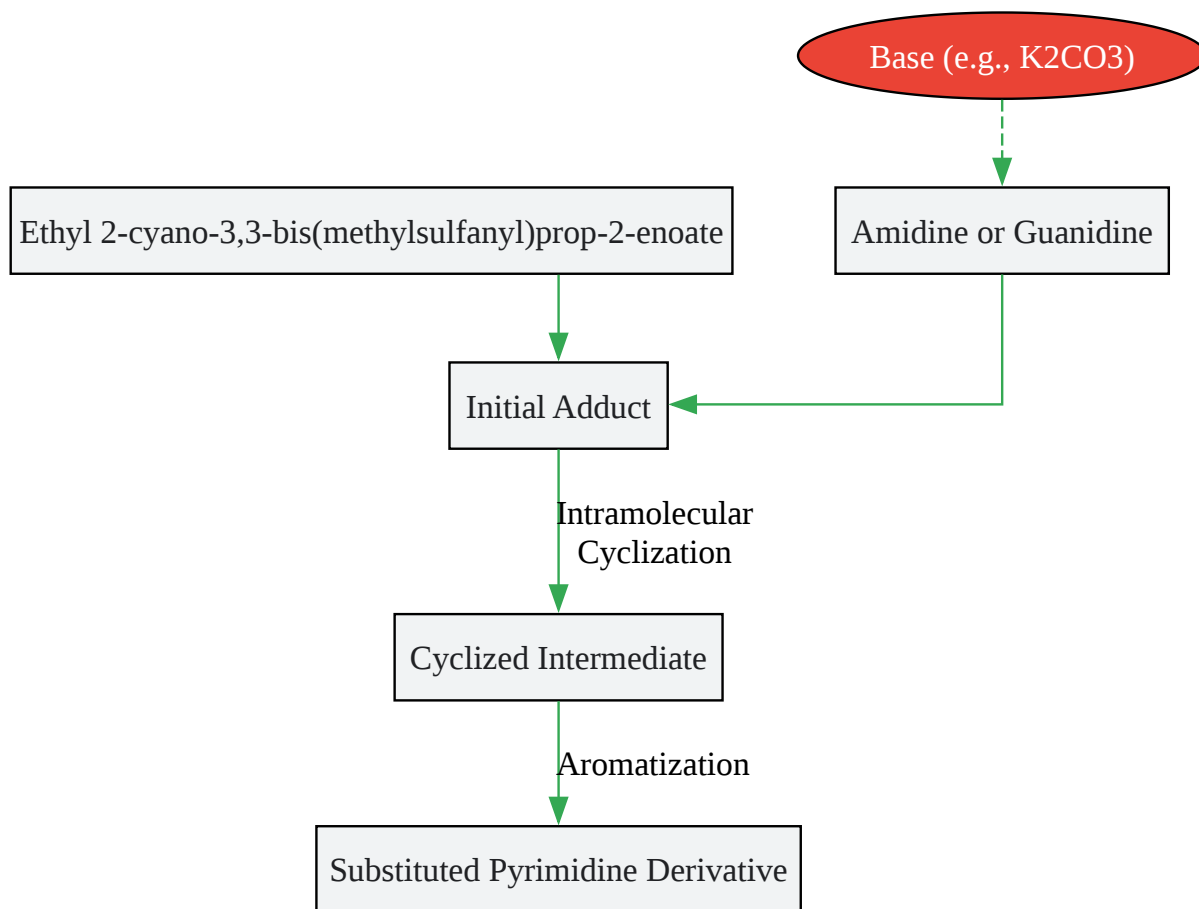 Base (e.g., K2CO3)
Ethyl 2-cyano-3,3-bis(methylsulfanyl)prop-2-enoate
Amidine or Guanidine
Initial Adduct
Intramolecular
Cyclization
Cyclized Intermediate
Aromatization
Substituted Pyrimidine Derivative